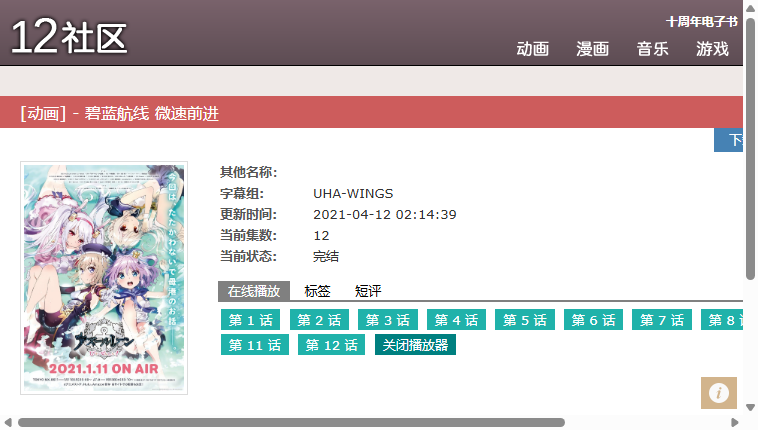 12社区
十周年电子书
动画 漫画 音乐 游戏
[动画] - 碧蓝航线 微速前进
今回は、たたかわないで母港のお話——
アズールレーン
2021.1.11 ON AIR
其他名称:
字幕组: UHA-WINGS
更新时间: 2021-04-12 02:14:39
当前集数: 12
当前状态: 完结
在线播放 标签 短评
第 1 话 第 2 话 第 3 话 第 4 话 第 5 话 第 6 话 第 7 话 第 8
第 11 话 第 12 话 关闭播放器